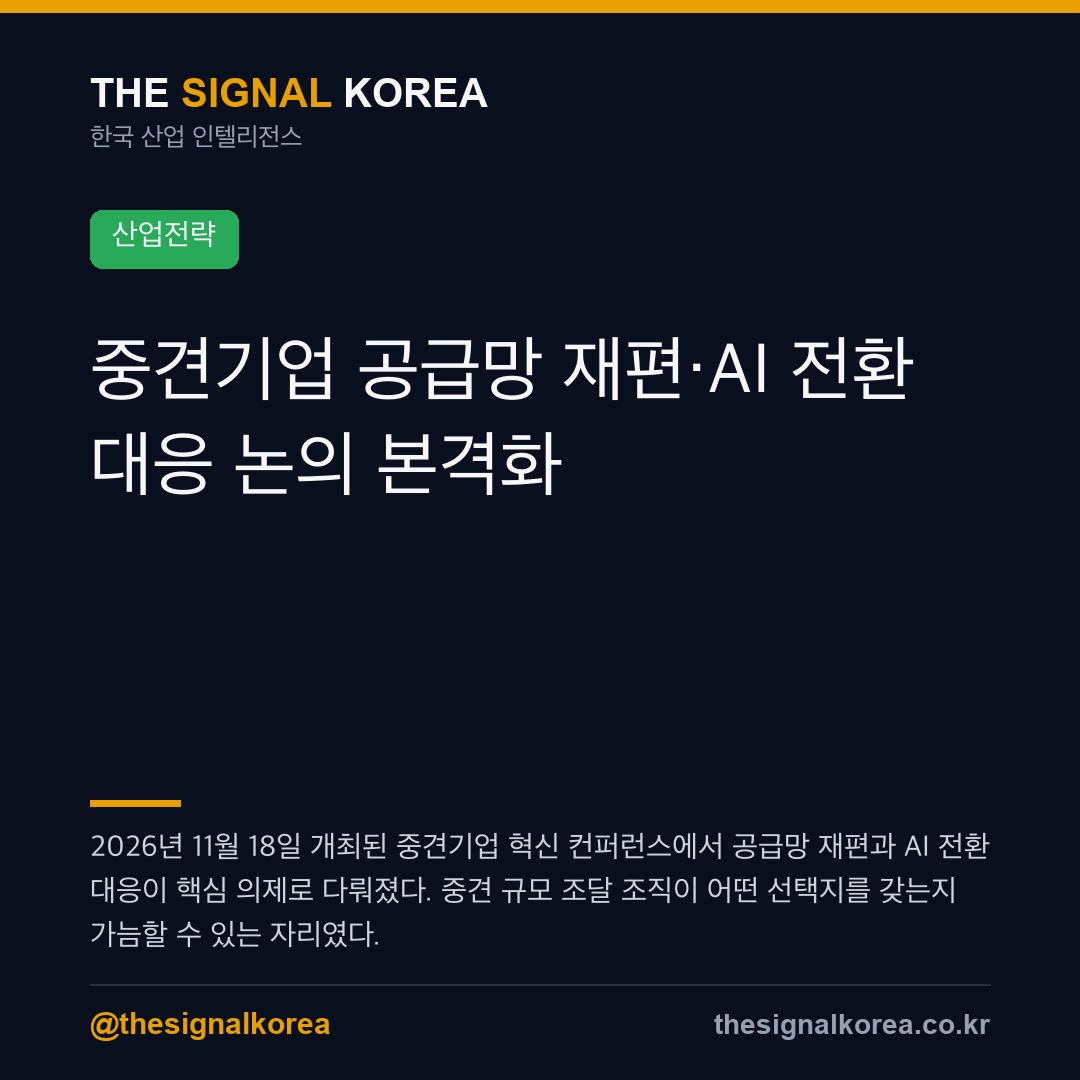 THE SIGNAL KOREA
한국 산업 인텔리전스
산업전략
중견기업 공급망 재편·AI 전환
대응 논의 본격화
2026년 11월 18일 개최된 중견기업 혁신 컨퍼런스에서 공급망 재편과 AI 전환
대응이 핵심 의제로 다뤄졌다. 중견 규모 조달 조직이 어떤 선택지를 갖는지
가늠할 수 있는 자리였다.
@thesignalkorea
thesignalkorea.co.kr